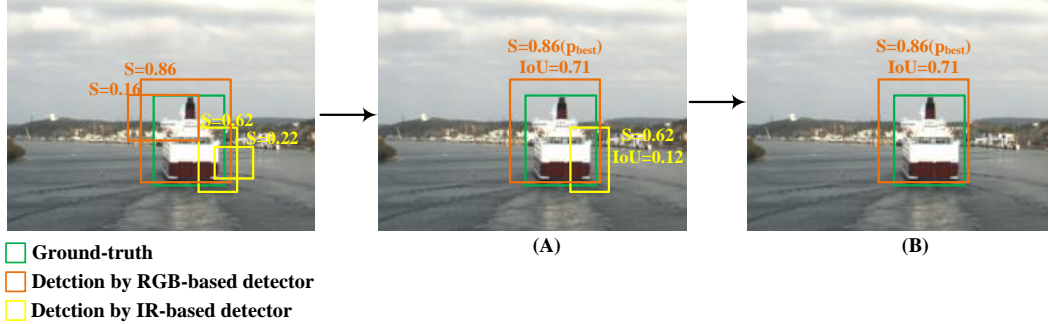 S=0.86
S=0.16
S=0.62
S=0.22
S=0.86(pbest)
IoU=0.71
S=0.62
IoU=0.12
S=0.86(pbest)
IoU=0.71
(A)
(B)
Ground-truth
Detction by RGB-based detector
Detction by IR-based detector